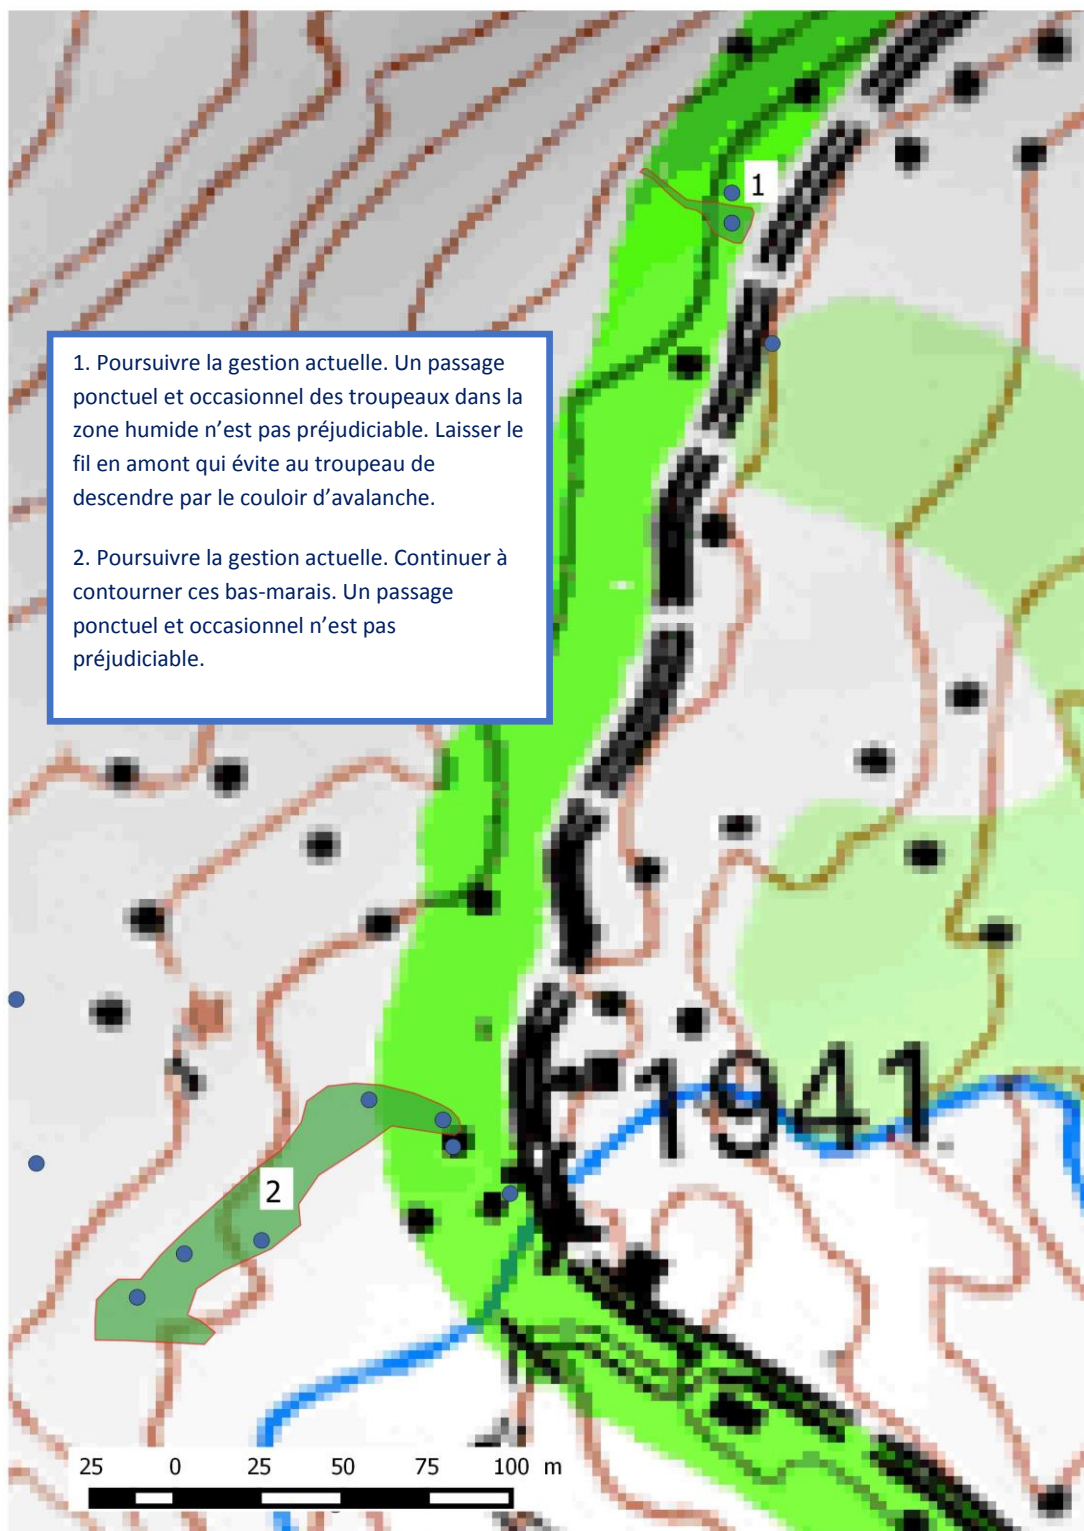 1
1. Poursuivre la gestion actuelle. Un passage
ponctuel et occasionnel des troupeaux dans la
zone humide n’est pas préjudiciable. Laisser le
fil en amont qui évite au troupeau de
descendre par le couloir d’avalanche.
2. Poursuivre la gestion actuelle. Continuer à
contourner ces bas-marais. Un passage
ponctuel et occasionnel n’est pas
préjudiciable.
1941
2
25 0 25 50 75 100 m